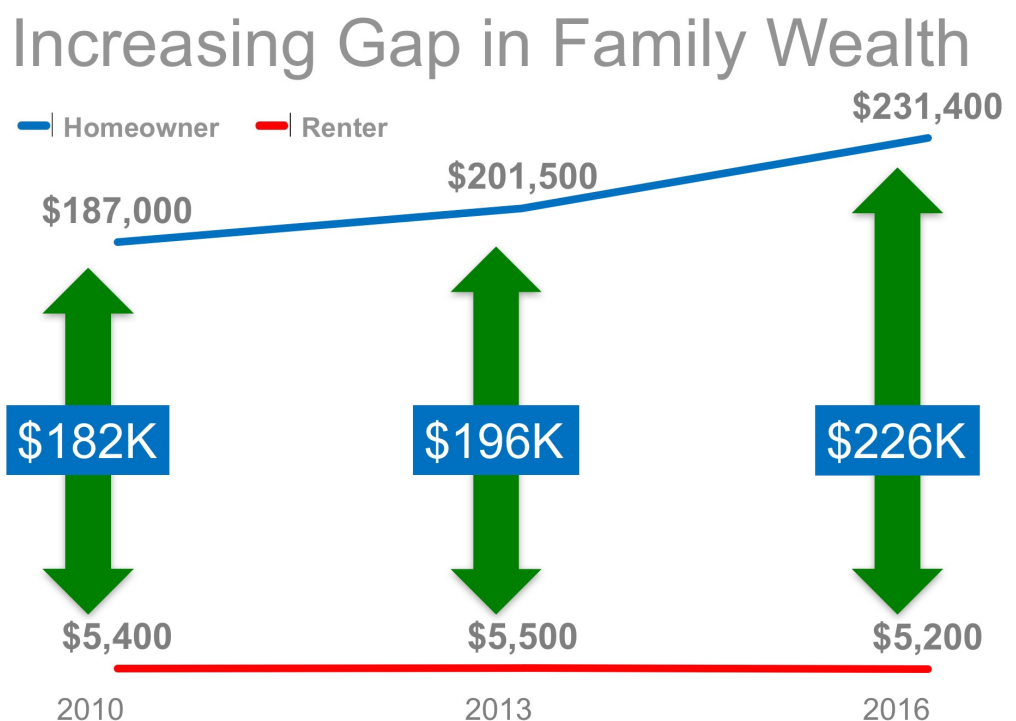 Increasing Gap in Family Wealth
Homeowner Renter
$231,400
$201,500
$187,000
$182K $196K $226K
$5,400 $5,500 $5,200
2010 2013 2016